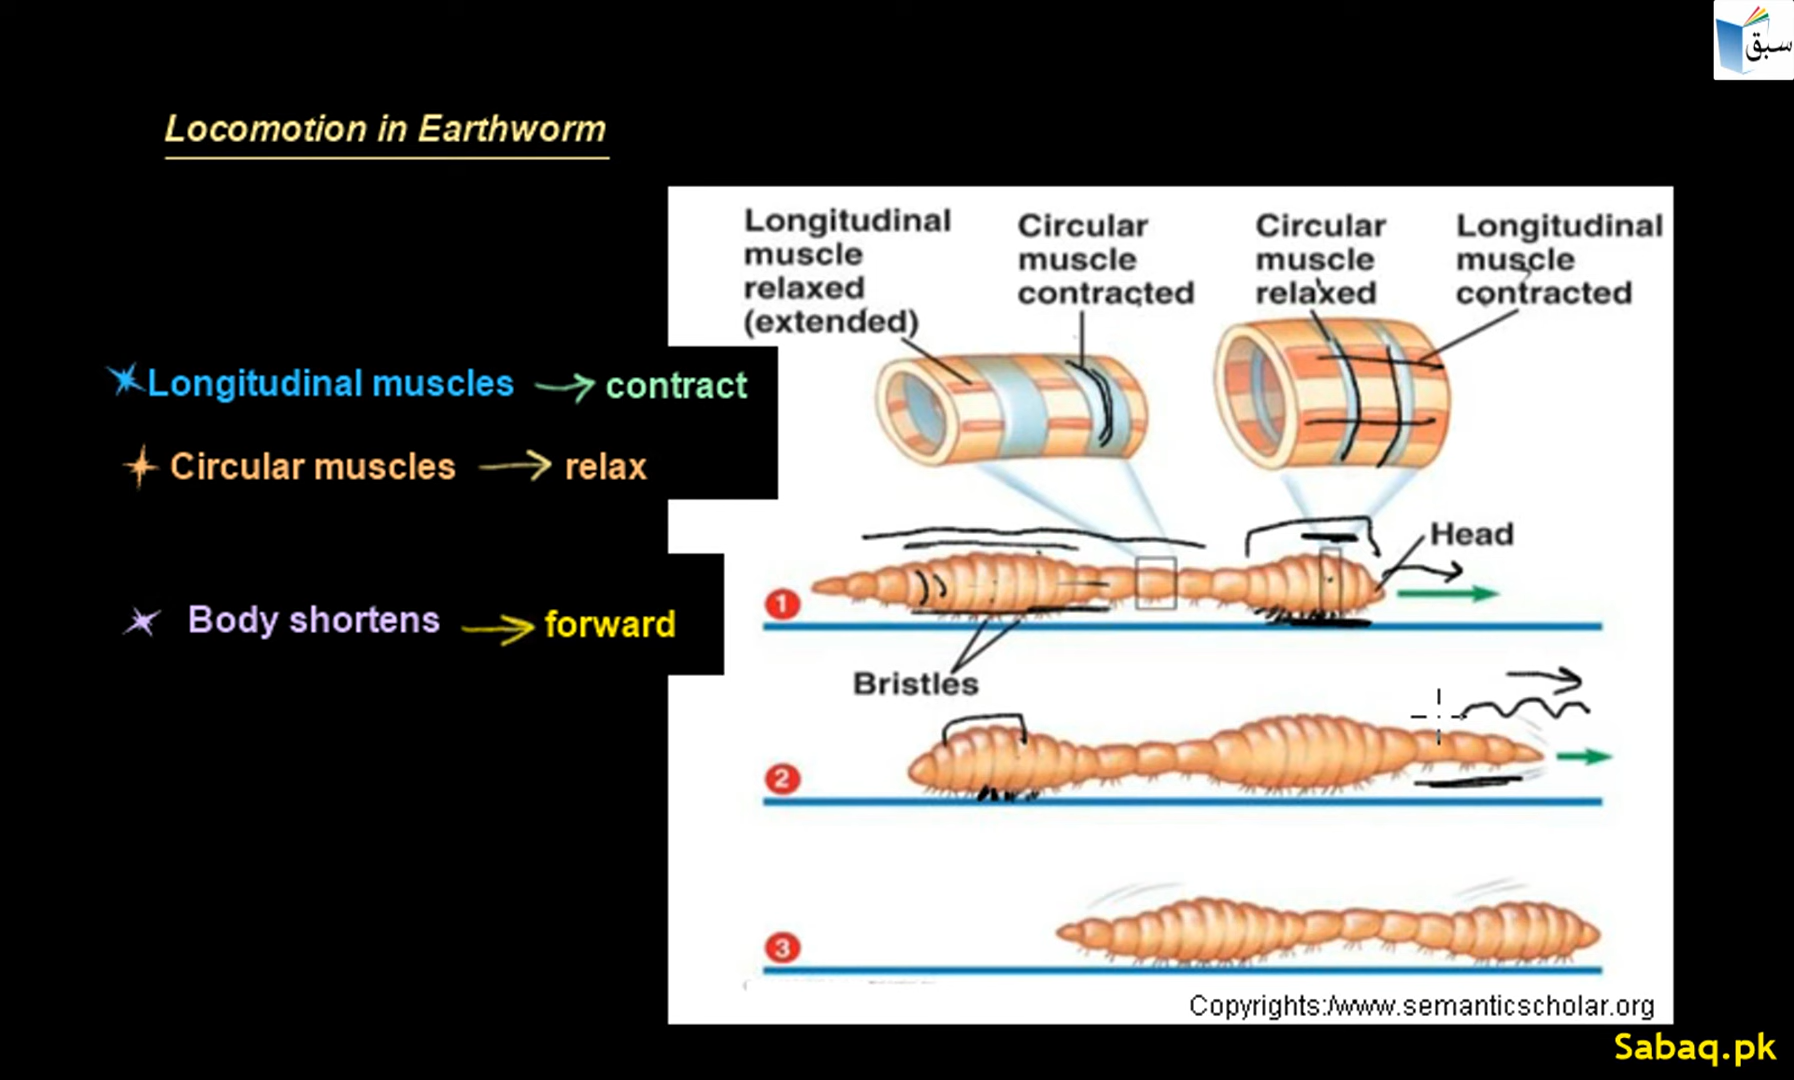 سبق
Locomotion in Earthworm
Longitudinal muscles → contract
Circular muscles → relax
Body shortens → forward
Longitudinal
muscle
relaxed
(extended)
Circular
muscle
contracted
Circular
muscle
relaxed
Longitudinal
muscle
contracted
Head
1
Bristles
2
3
Copyrights:/www.semanticscholar.org
Sabaq.pk